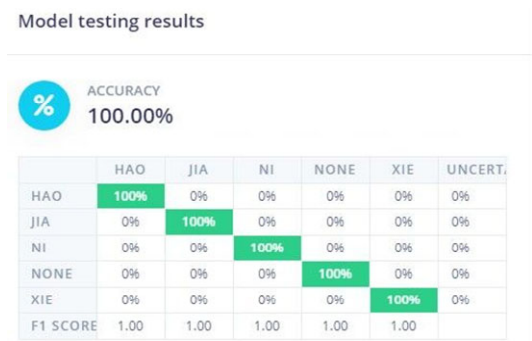 Model testing results
%
ACCURACY
100.00%
HAO JIA NI NONE XIE UNCERTA
HAO 100% 0% 0% 0% 0% 0%
JIA 0% 100% 0% 0% 0% 0%
NI 0% 0% 100% 0% 0% 0%
NONE 0% 0% 0% 100% 0% 0%
XIE 0% 0% 0% 0% 100% 0%
F1 SCORE 1.00 1.00 1.00 1.00 1.00